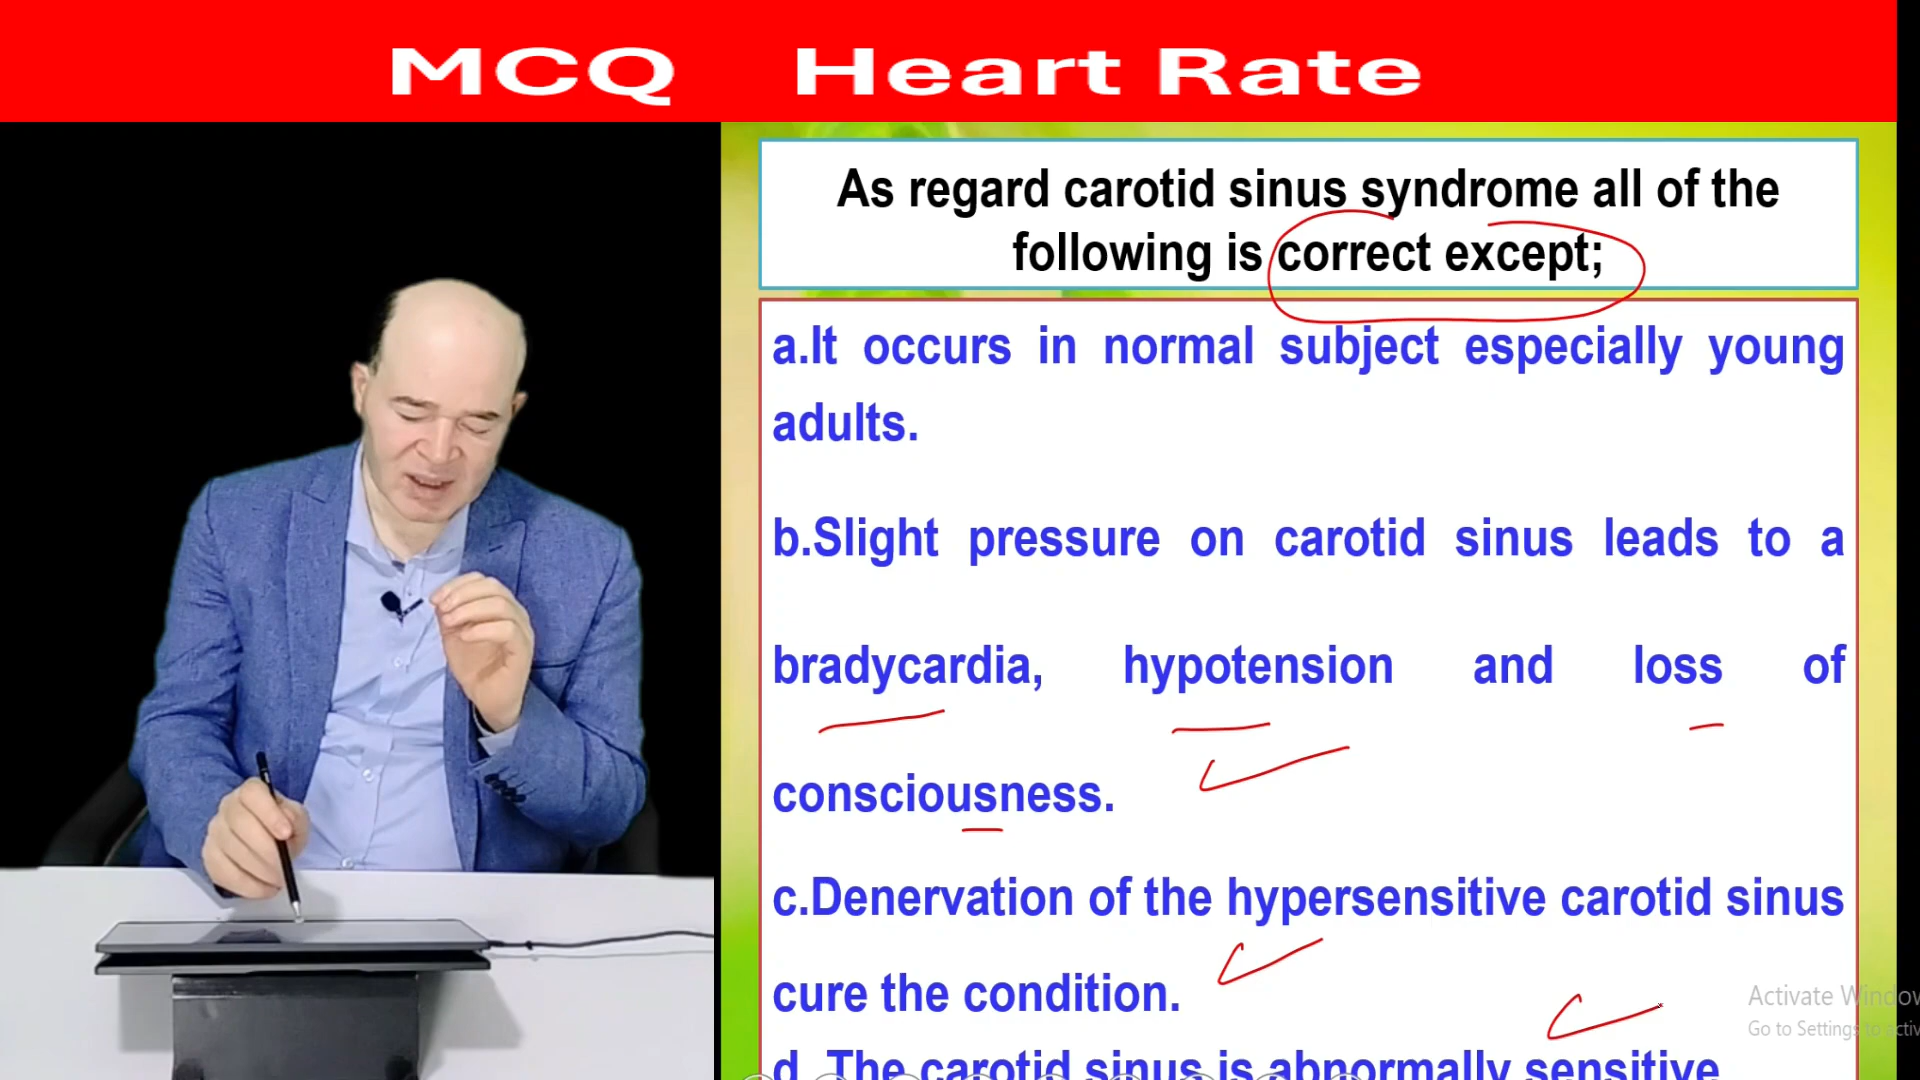 MCQ Heart Rate
As regard carotid sinus syndrome all of the
following is correct except;
a.It occurs in normal subject especially young
adults.
b.Slight pressure on carotid sinus leads to a
bradycardia, hypotension and loss of
consciousness.
c.Denervation of the hypersensitive carotid sinus
cure the condition.
d .The carotid sinus is abnormally sensitive
Activate Window
Go to Settings to activ